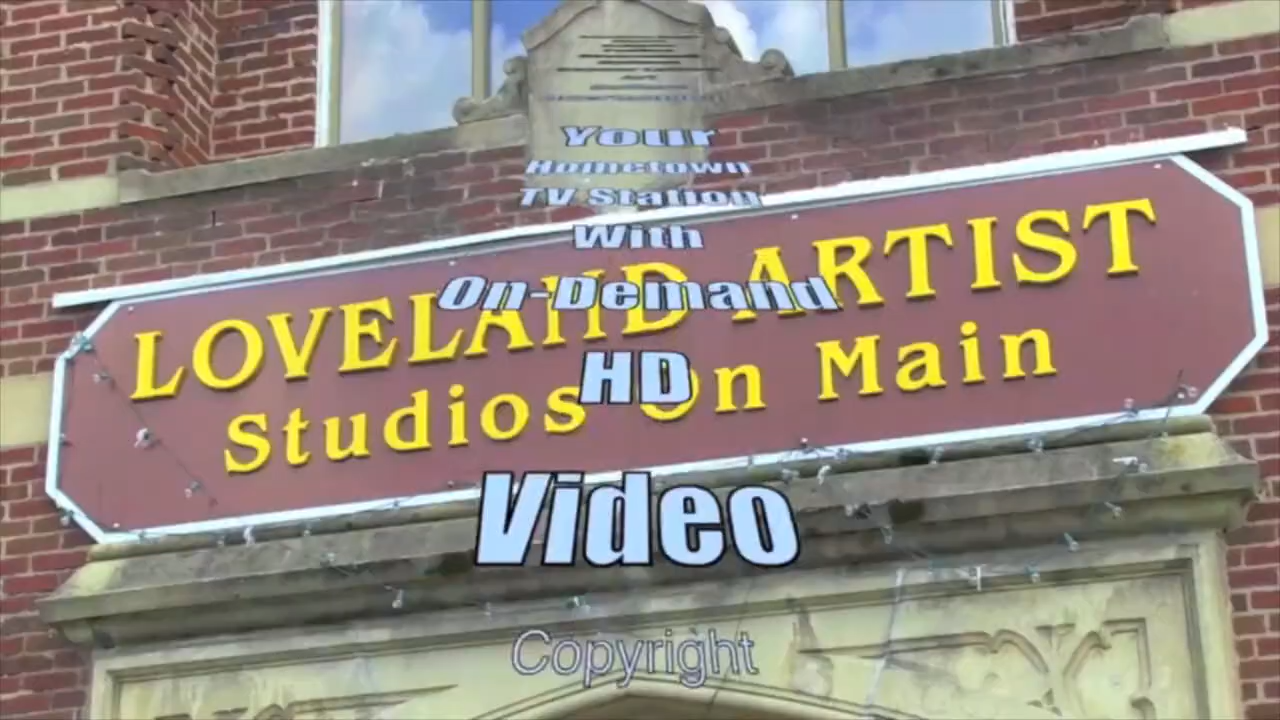 Your
Hometown
TV Station
With
On-Demand
HD
Video
LOVELAND ARTIST
Studios On Main
Copyright